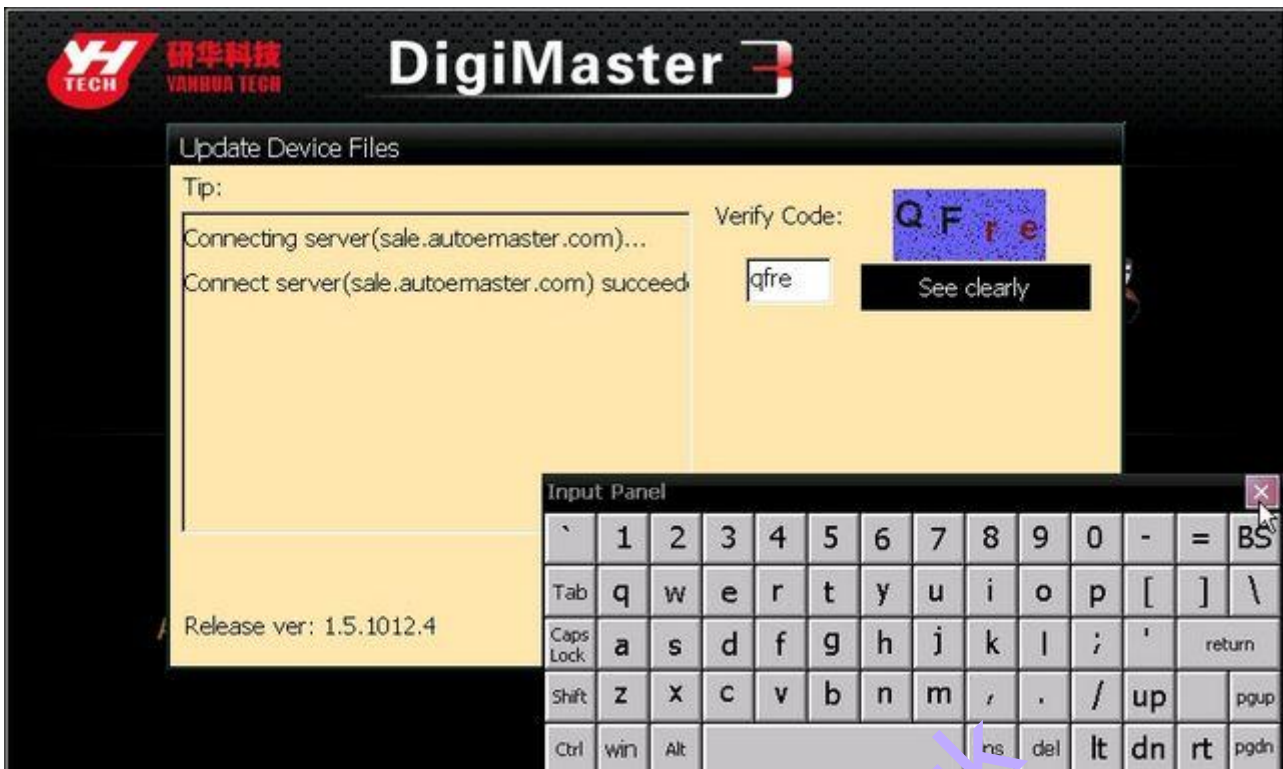 YH
TECH
研华科技
YANHUA TECH
DigiMaster 3
Update Device Files
Tip:
Connecting server(sale.autoemaster.com)...
Connect server(sale.autoemaster.com) succeed
Verify Code:
Q F r e
qfre
See clearly
Release ver: 1.5.1012.4
Input Panel
` 1 2 3 4 5 6 7 8 9 0 - = BS
Tab q w e r t y u i o p [ ] \
Caps Lock a s d f g h j k l ; ' return
Shift z x c v b n m , . / up pgup
Ctrl win Alt del lt dn rt pgdn